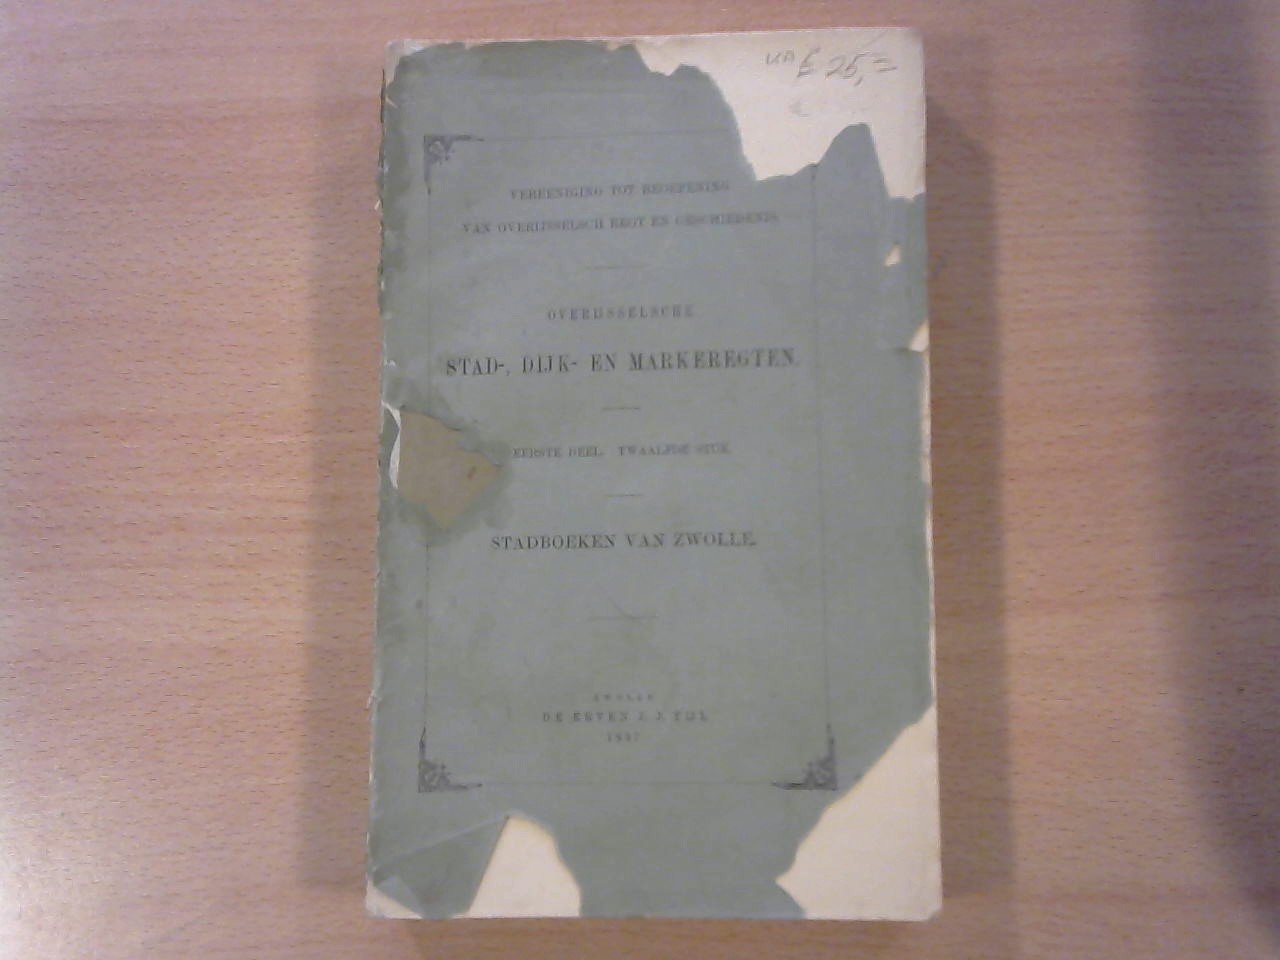 VA £ 25,=
VEREENIGING TOT BEOEFENING
VAN OVERIJSSELSCH REGT EN GESCHIEDENIS.
OVERIJSSELSCHE
STAD-, DIJK- EN MARKEREGTEN.
EERSTE DEEL. TWAALFDE STUK.
STADBOEKEN VAN ZWOLLE.
ZWOLLE
DE ERVEN J. J. TIJL